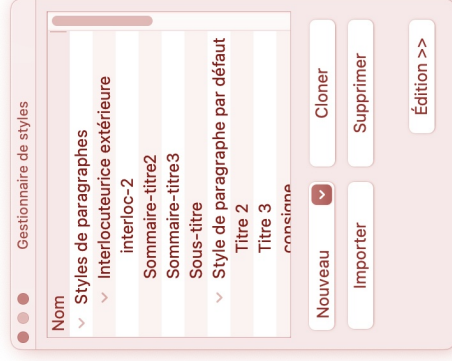 Gestionnaire de styles
Nom
Styles de paragraphes
Interlocuteurice extérieure
interloc-2
Sommaire-titre2
Sommaire-titre3
Sous-titre
Style de paragraphe par défaut
Titre 2
Titre 3
consigne
Nouveau
Cloner
Importer
Supprimer
Édition >>